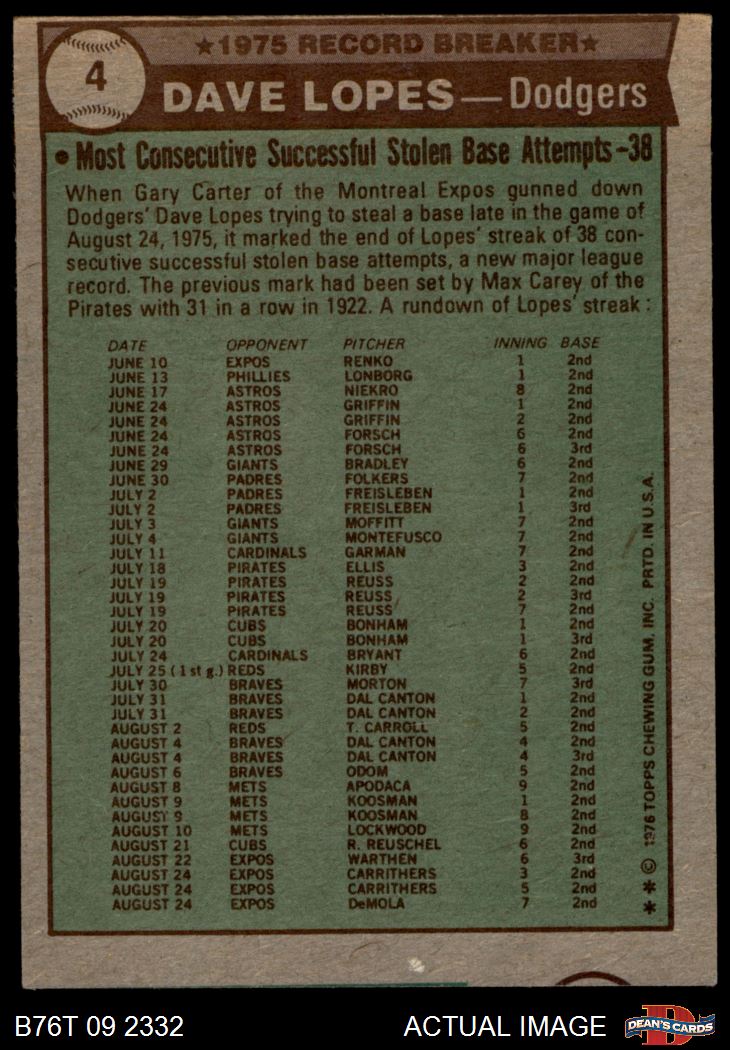 4
★1975 RECORD BREAKER★
DAVE LOPES—Dodgers
• Most Consecutive Successful Stolen Base Attempts-38
When Gary Carter of the Montreal Expos gunned down
Dodgers' Dave Lopes trying to steal a base late in the game of
August 24, 1975, it marked the end of Lopes' streak of 38 con-
secutive successful stolen base attempts, a new major league
record. The previous mark had been set by Max Carey of the
Pirates with 31 in a row in 1922. A rundown of Lopes' streak:
DATE OPPONENT PITCHER INNING BASE
JUNE 10 EXPOS RENKO 1 2nd
JUNE 13 PHILLIES LONBORG 1 2nd
JUNE 17 ASTROS NIEKRO 8 2nd
JUNE 24 ASTROS GRIFFIN 1 2nd
JUNE 24 ASTROS GRIFFIN 2 2nd
JUNE 24 ASTROS FORSCH 6 2nd
JUNE 24 ASTROS FORSCH 6 3rd
JUNE 29 GIANTS BRADLEY 6 2nd
JUNE 30 PADRES FOLKERS 7 2nd
JULY 2 PADRES FREISLEBEN 1 2nd
JULY 2 PADRES FREISLEBEN 1 3rd
JULY 3 GIANTS MOFFITT 7 2nd
JULY 4 GIANTS MONTEFUSCO 7 2nd
JULY 11 CARDINALS GARMAN 7 2nd
JULY 18 PIRATES ELLIS 3 2nd
JULY 19 PIRATES REUSS 2 2nd
JULY 19 PIRATES REUSS 2 3rd
JULY 19 PIRATES REUSS 7 2nd
JULY 20 CUBS BONHAM 1 2nd
JULY 20 CUBS BONHAM 1 3rd
JULY 24 CARDINALS BRYANT 6 2nd
JULY 25 (1st g.) REDS KIRBY 5 2nd
JULY 30 BRAVES MORTON 7 3rd
JULY 31 BRAVES DAL CANTON 1 2nd
JULY 31 BRAVES DAL CANTON 2 2nd
AUGUST 2 REDS T. CARROLL 5 2nd
AUGUST 4 BRAVES DAL CANTON 4 2nd
AUGUST 4 BRAVES DAL CANTON 4 3rd
AUGUST 6 BRAVES ODOM 5 2nd
AUGUST 8 METS APODACA 9 2nd
AUGUST 9 METS KOOSMAN 1 2nd
AUGUST 9 METS KOOSMAN 8 2nd
AUGUST 10 METS LOCKWOOD 9 2nd
AUGUST 21 CUBS R. REUSCHEL 6 2nd
AUGUST 22 EXPOS WARTHEN 6 3rd
AUGUST 24 EXPOS CARRITHERS 3 2nd
AUGUST 24 EXPOS CARRITHERS 5 2nd
AUGUST 24 EXPOS DeMOLA 7 2nd
* * © 1976 TOPPS CHEWING GUM, INC. PRTD. IN U.S.A.
B76T 09 2332 ACTUAL IMAGE
D
DEAN'S CARDS